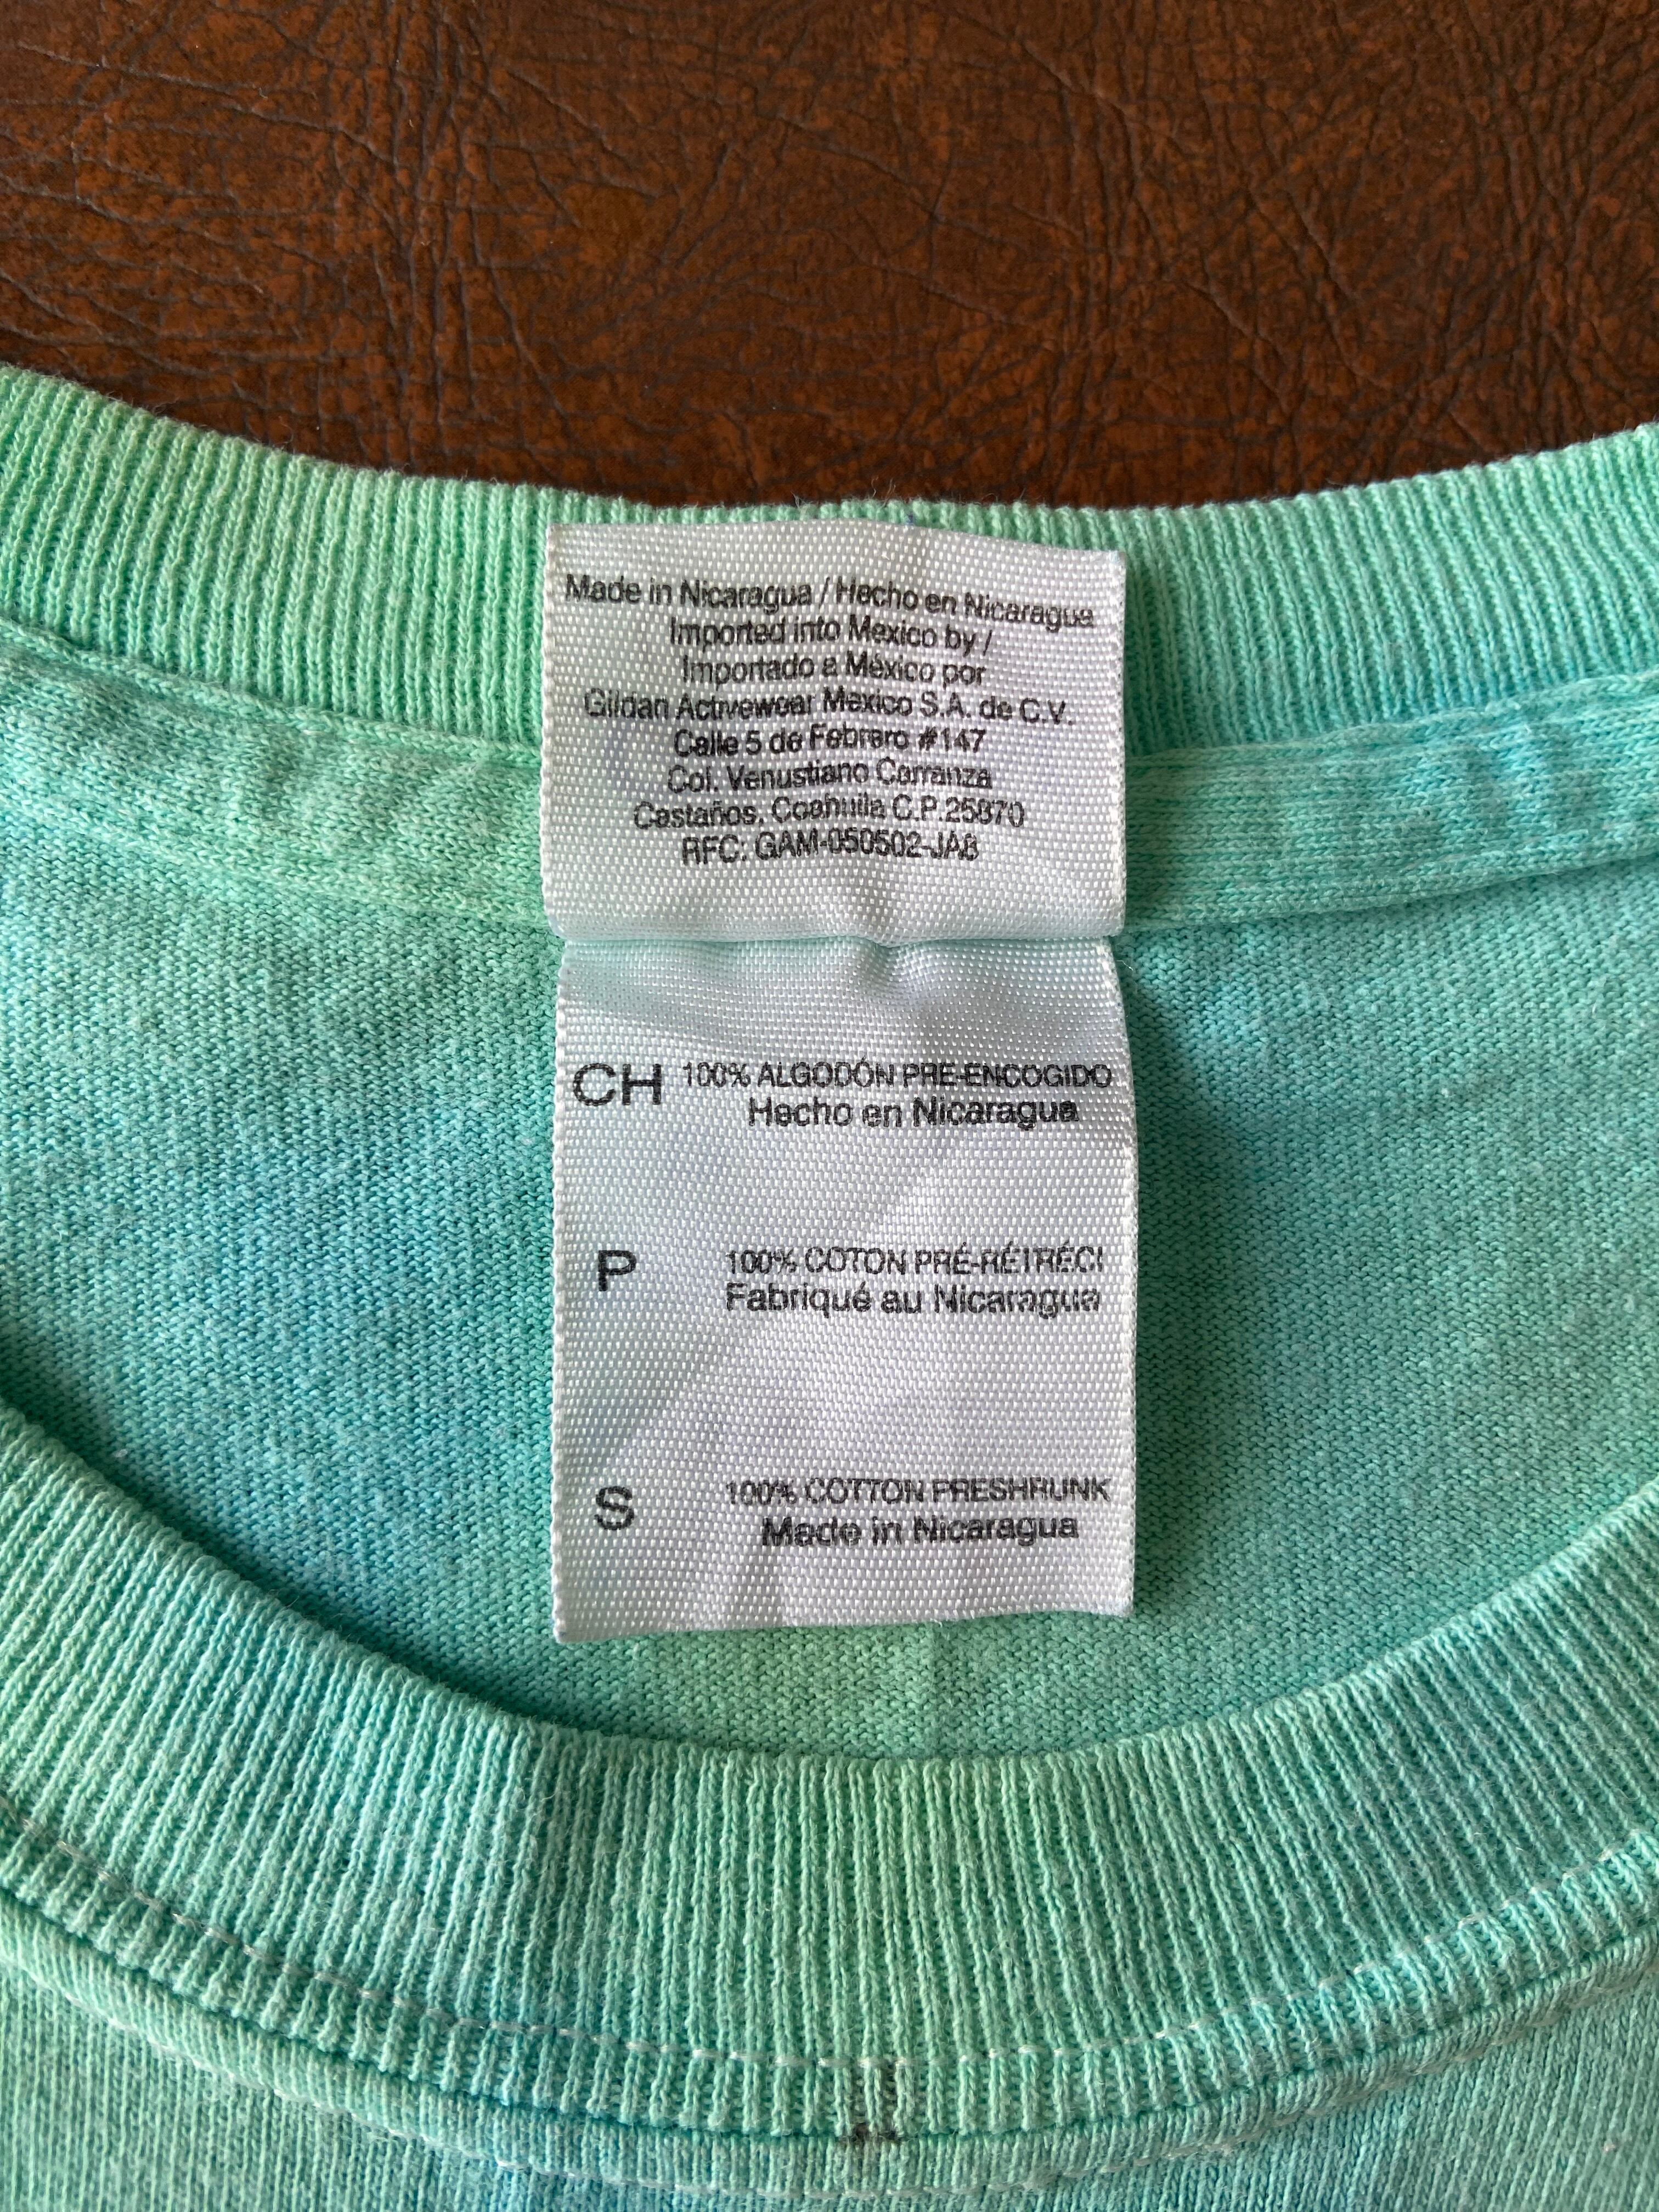 Made in Nicaragua / Hecho en Nicaragua
Imported into Mexico by /
Importado a México por
Gildan Activewear Mexico S.A. de C.V.
Calle 5 de Febrero #147
Col. Venustiano Carranza
Castaños, Coahuila C.P.25870
RFC: GAM-050502-JA8
CH 100% ALGODÓN PRE-ENCOGIDO
Hecho en Nicaragua
P 100% COTON PRÉ-RÉTRÉCI
Fabriqué au Nicaragua
S 100% COTTON PRESHRUNK
Made in Nicaragua